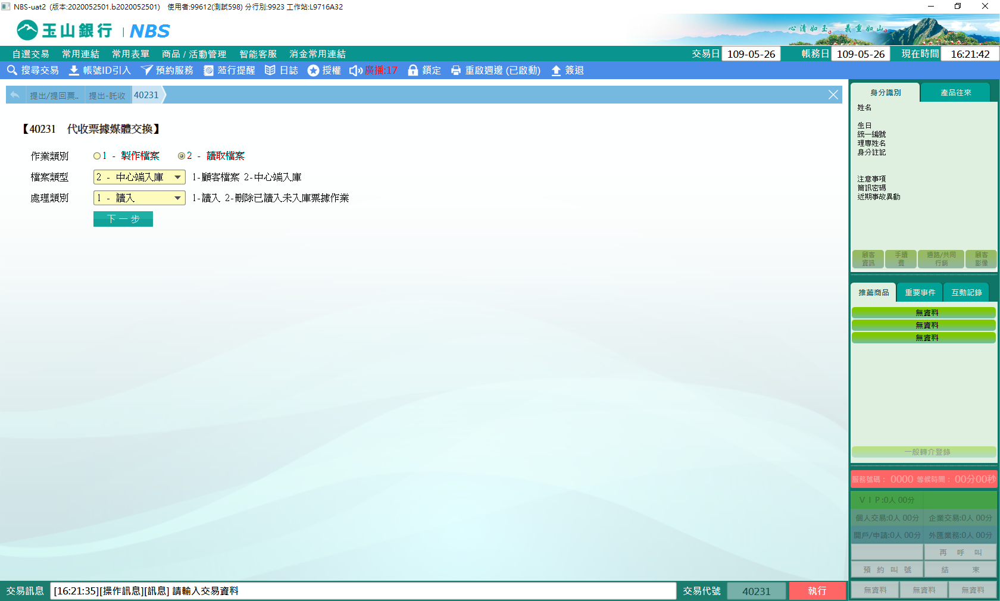 NBS-uat2 (版本:2020052501.b2020052501) 使用者:99612(測試598) 分行別:9923 工作站:L9716A32
玉山銀行 | NBS
心清如玉。 義重如山。
自選交易 常用連結 常用表單 商品 / 活動管理 智能客服 消金常用連結 交易日 109-05-26 帳務日 109-05-26 現在時間 16:21:42
搜尋交易 帳號ID引入 預約服務 蒞行提醒 日誌 授權 廣播:17 鎖定 重啟週邊 (已啟動) 簽退
提出/提回票.. 提出-託收 40231
【40231 代收票據媒體交換】
作業類別 1 - 製作檔案 2 - 讀取檔案
檔案類型 2 - 中心端入庫 1-顧客檔案 2-中心端入庫
處理類別 1 - 讀入 1-讀入 2-刪除已讀入未入庫票據作業
下一步
身分識別 產品往來
姓名
生日
統一編號
理專姓名
身分註記
注意事項
簡訊密碼
近期事故異動
顧客資訊 手續費 通路/共同行銷 顧客影像
推薦商品 重要事件 互動記錄
無資料
無資料
無資料
一般轉介登錄
服務號碼: 0000 等候時間: 00分00秒
VIP:0人 00分
個人交易:0人 00分 企業交易:0人 00分
開戶/申請:0人 00分 外匯業務:0人 00分
再 呼 叫
預 約 叫 號 結 束
無資料 無資料 無資料
交易訊息 [16:21:35][操作訊息][訊息] 請輸入交易資料 交易代號 40231 執行